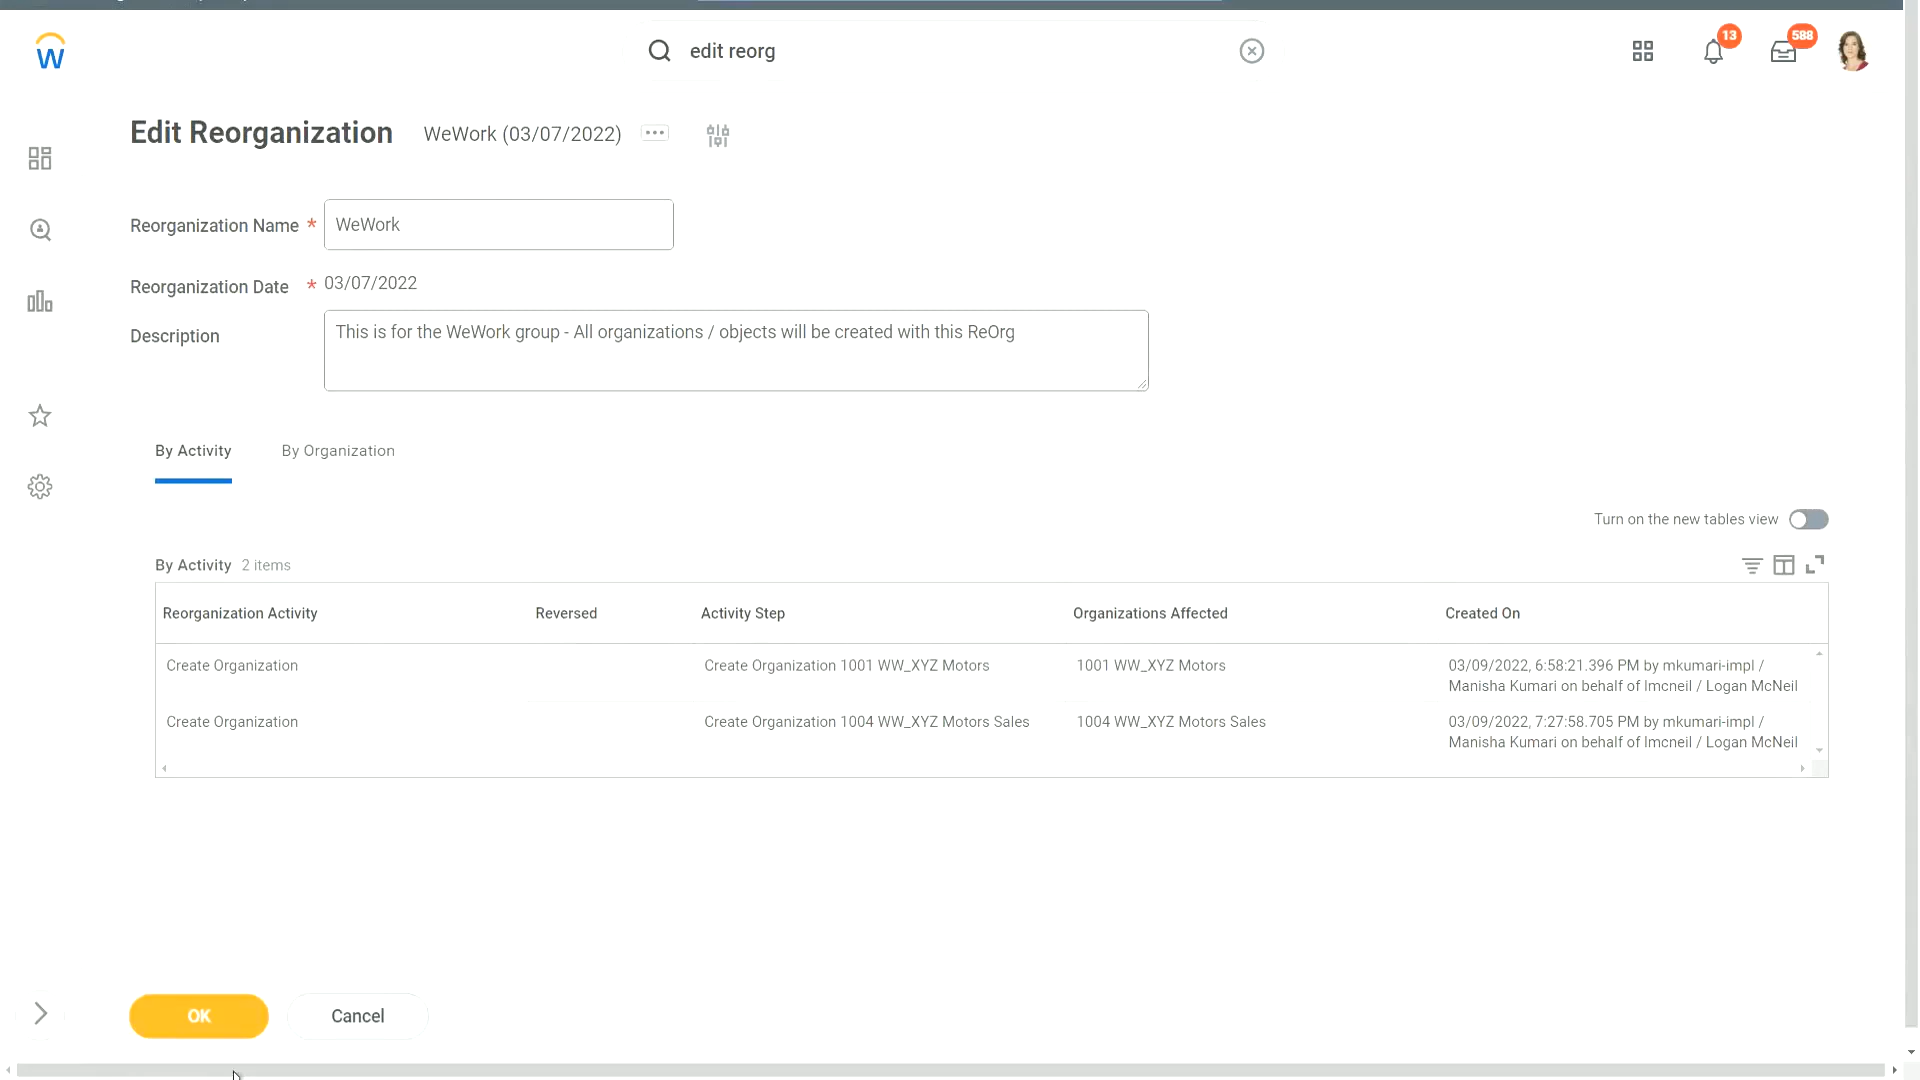 W
edit reorg
13
588
Edit Reorganization WeWork (03/07/2022)
Reorganization Name * WeWork
Reorganization Date * 03/07/2022
Description
This is for the WeWork group - All organizations / objects will be created with this ReOrg
By Activity By Organization
Turn on the new tables view
By Activity 2 items
Reorganization Activity Reversed Activity Step Organizations Affected Created On
Create Organization Create Organization 1001 WW_XYZ Motors 1001 WW_XYZ Motors 03/09/2022, 6:58:21.396 PM by mkumari-impl /
Manisha Kumari on behalf of lmcneil / Logan McNeil
Create Organization Create Organization 1004 WW_XYZ Motors Sales 1004 WW_XYZ Motors Sales 03/09/2022, 7:27:58.705 PM by mkumari-impl /
Manisha Kumari on behalf of lmcneil / Logan McNeil
OK Cancel